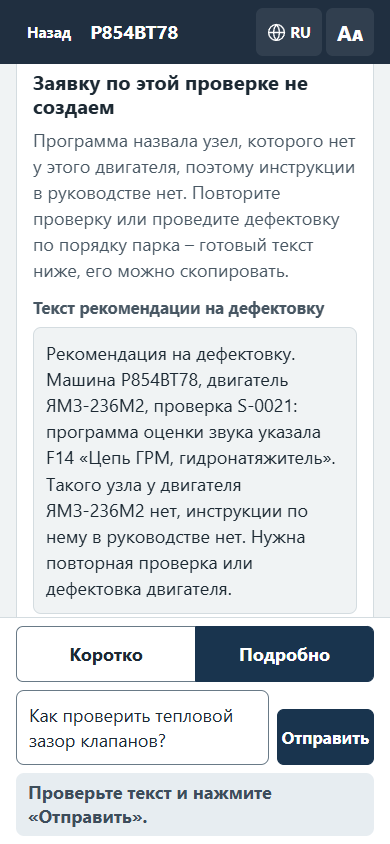 Назад
P854BT78
RU
Aᴀ
Заявку по этой проверке не
создаем
Программа назвала узел, которого нет
у этого двигателя, поэтому инструкции
в руководстве нет. Повторите
проверку или проведите дефектовку
по порядку парка – готовый текст
ниже, его можно скопировать.
Текст рекомендации на дефектовку
Рекомендация на дефектовку.
Машина P854BT78, двигатель
ЯМЗ-236М2, проверка S-0021:
программа оценки звука указала
F14 «Цепь ГРМ, гидронатяжитель».
Такого узла у двигателя
ЯМЗ-236М2 нет, инструкции по
нему в руководстве нет. Нужна
повторная проверка или
дефектовка двигателя.
Коротко
Подробно
Как проверить тепловой
зазор клапанов?
Отправить
Проверьте текст и нажмите
«Отправить».